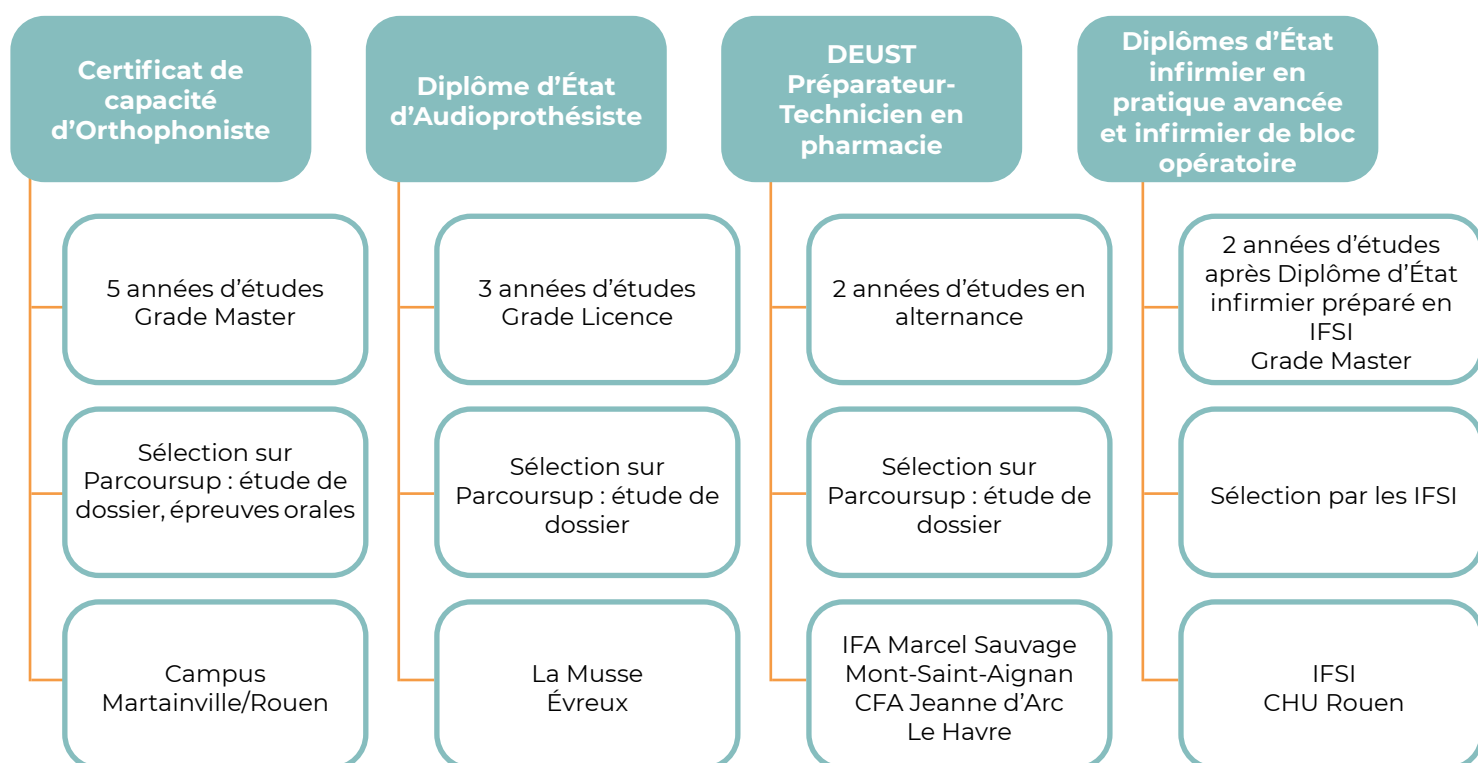 Certificat de
capacité
d'Orthophoniste
5 années d'études
Grade Master
Sélection sur
Parcoursup : étude de
dossier, épreuves orales
Campus
Martainville/Rouen
Diplôme d'État
d'Audioprothésiste
3 années d'études
Grade Licence
Sélection sur
Parcoursup : étude de
dossier
La Musse
Évreux
DEUST
Préparateur-
Technicien en
pharmacie
2 années d'études en
alternance
Sélection sur
Parcoursup : étude de
dossier
IFA Marcel Sauvage
Mont-Saint-Aignan
CFA Jeanne d'Arc
Le Havre
Diplômes d'État
infirmier en
pratique avancée
et infirmier de bloc
opératoire
2 années d'études
après Diplôme d'État
infirmier préparé en
IFSI
Grade Master
Sélection par les IFSI
IFSI
CHU Rouen